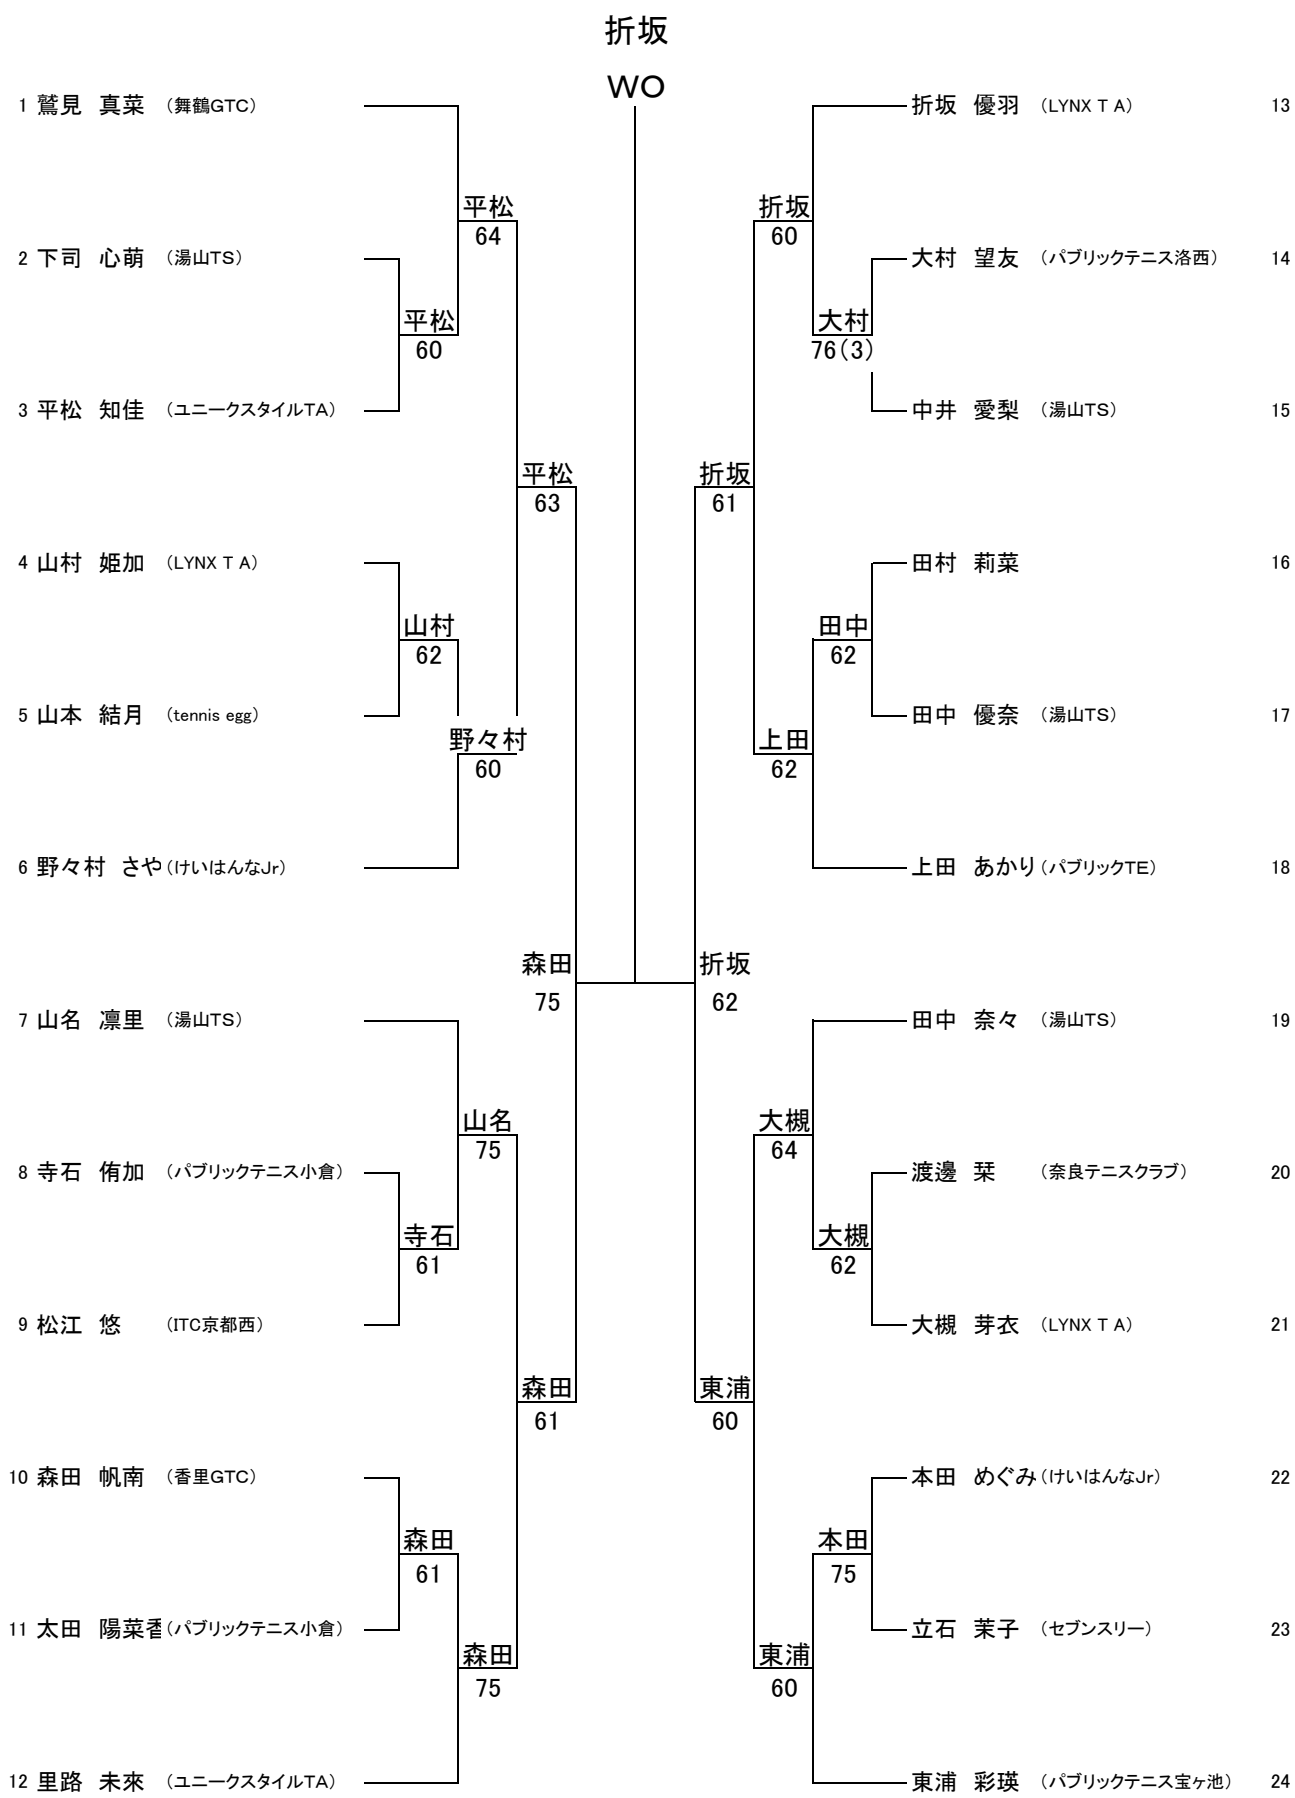 折坂
WO
1 鷲見 真菜 （舞鶴GTC）
折坂 優羽 （LYNX T A） 13
平松
64
折坂
60
2 下司 心萌 （湯山TS）
大村 望友 （パブリックテニス洛西） 14
平松
60
大村
76（3）
3 平松 知佳 （ユニークスタイルTA）
中井 愛梨 （湯山TS） 15
平松
63
折坂
61
4 山村 姫加 （LYNX T A）
田村 莉菜 16
山村
62
田中
62
5 山本 結月 （tennis egg）
田中 優奈 （湯山TS） 17
野々村
60
上田
62
6 野々村 さや （けいはんなJr）
上田 あかり （パブリックTE） 18
森田
75
折坂
62
7 山名 凛里 （湯山TS）
田中 奈々 （湯山TS） 19
山名
75
大槻
64
8 寺石 侑加 （パブリックテニス小倉）
渡邊 栞 （奈良テニスクラブ） 20
寺石
61
大槻
62
9 松江 悠 （ITC京都西）
大槻 芽衣 （LYNX T A） 21
森田
61
東浦
60
10 森田 帆南 （香里GTC）
本田 めぐみ （けいはんなJr） 22
森田
61
本田
75
11 太田 陽菜香 （パブリックテニス小倉）
立石 茉子 （セブンスリー） 23
森田
75
東浦
60
12 里路 未來 （ユニークスタイルTA）
東浦 彩瑛 （パブリックテニス宝ヶ池） 24